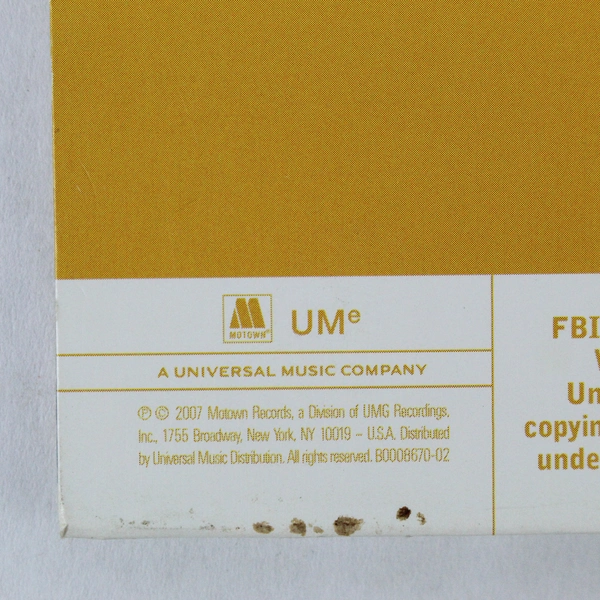 MOTOWN
UMe
A UNIVERSAL MUSIC COMPANY
℗ © 2007 Motown Records, a Division of UMG Recordings,
Inc., 1755 Broadway, New York, NY 10019 – U.S.A. Distributed
by Universal Music Distribution. All rights reserved. B0008670-02
FBI
Un
copyin
unde